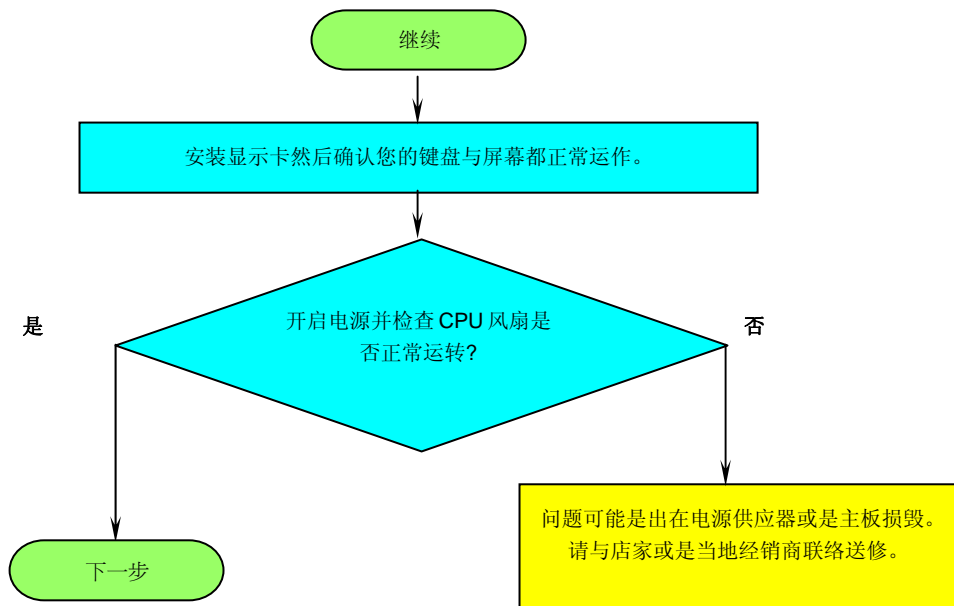 继续
安装显示卡然后确认您的键盘与屏幕都正常运作。
开启电源并检查 CPU 风扇是
否正常运转?
是
否
问题可能是出在电源供应器或是主板损毁。
请与店家或是当地经销商联络送修。
下一步